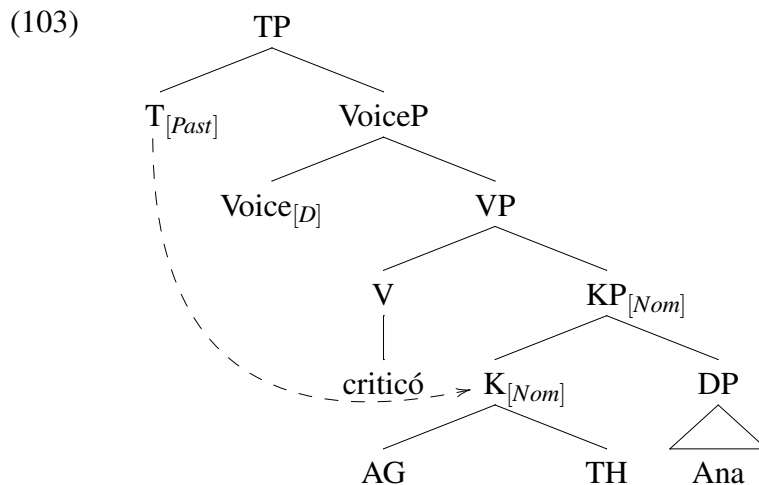 (103) TP
T[Past] VoiceP
Voice[D] VP
V KP[Nom]
criticó K[Nom] DP
AG TH Ana